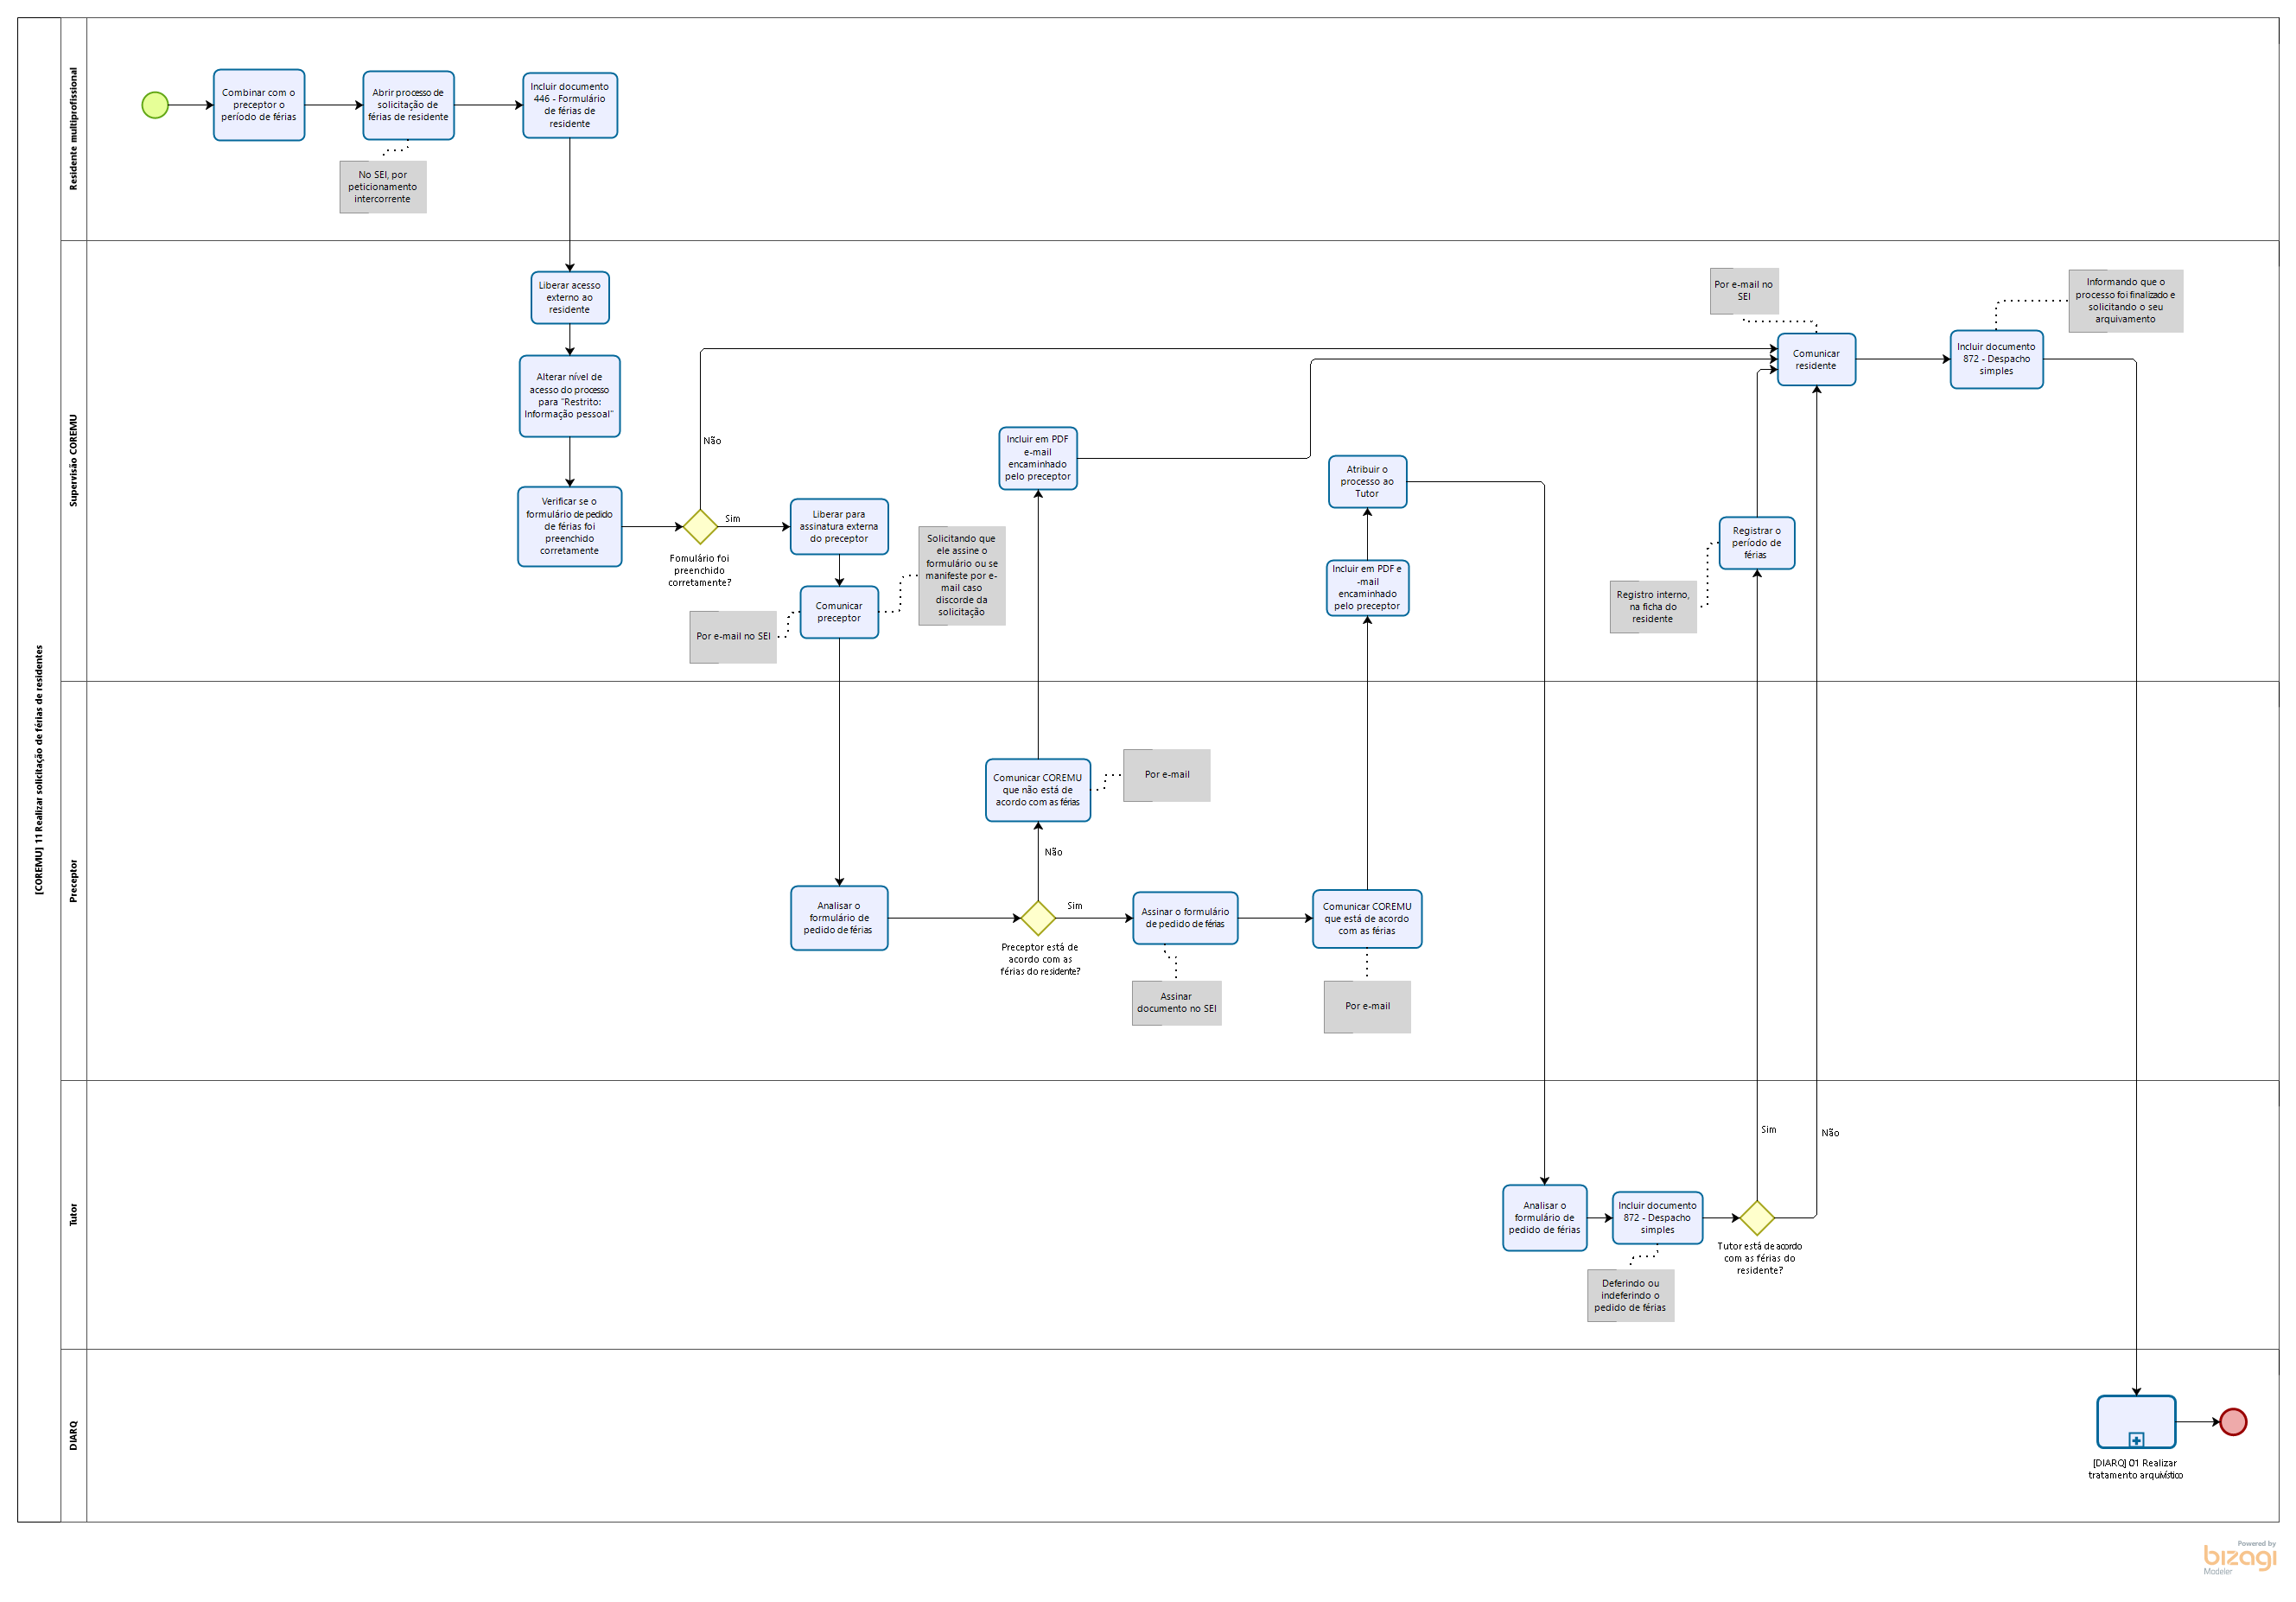 [COREMU] 11 Realizar solicitação de férias de residentes
Residente multiprofissional
Combinar com o
preceptor o
período de férias
Abrir processo de
solicitação de
férias de residente
Incluir documento
446 - Formulário
de férias de
residente
No SEI, por
peticionamento
intercorrente
Supervisão COREMU
Liberar acesso
externo ao
residente
Alterar nível de
acesso do processo
para "Restrito:
Informação pessoal"
Verificar se o
formulário de pedido
de férias foi
preenchido
corretamente
Não
Sim
Fomulário foi
preenchido
corretamente?
Liberar para
assinatura externa
do preceptor
Comunicar
preceptor
Por e-mail no SEI
Solicitando que
ele assine o
formulário ou se
manifeste por e-
mail caso
discorde da
solicitação
Incluir em PDF
e-mail
encaminhado
pelo preceptor
Atribuir o
processo ao
Tutor
Incluir em PDF e
-mail
encaminhado
pelo preceptor
Registrar o
período de
férias
Registro interno,
na ficha do
residente
Por e-mail no
SEI
Comunicar
residente
Incluir documento
872 - Despacho
simples
Informando que o
processo foi finalizado e
solicitando o seu
arquivamento
Preceptor
Comunicar COREMU
que não está de
acordo com as férias
Por e-mail
Não
Analisar o
formulário de
pedido de férias
Sim
Preceptor está de
acordo com as
férias do residente?
Assinar o formulário
de pedido de férias
Assinar
documento no SEI
Comunicar COREMU
que está de acordo
com as férias
Por e-mail
Tutor
Analisar o
formulário de
pedido de férias
Incluir documento
872 - Despacho
simples
Deferindo ou
indeferindo o
pedido de férias
Sim
Não
Tutor está de acordo
com as férias do
residente?
DIARQ
[DIARQ] 01 Realizar
tratamento arquivístico
Powered by
bizagi
Modeler